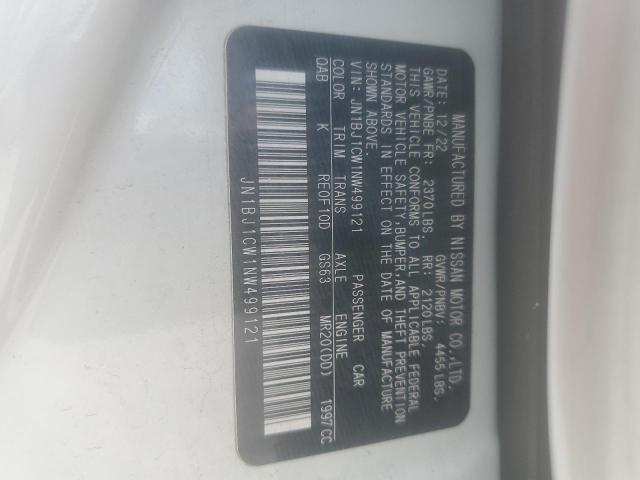 MANUFACTURED BY NISSAN MOTOR CO.,LTD.
DATE: 12/22 GVWR/PNBV: 4455 LBS.
GAWR/PNBE FR: 2370LBS. RR: 2120LBS.
THIS VEHICLE CONFORMS TO ALL APPLICABLE FEDERAL
MOTOR VEHICLE SAFETY,BUMPER,AND THEFT PREVENTION
STANDARDS IN EFFECT ON THE DATE OF MANUFACTURE
SHOWN ABOVE.
VIN: JN1BJ1CW1NW499121 PASSENGER CAR
COLOR TRIM TRANS AXLE ENGINE
QAB K RE0F10D GS63 MR20(DD) 1997CC
JN1BJ1CW1NW499121